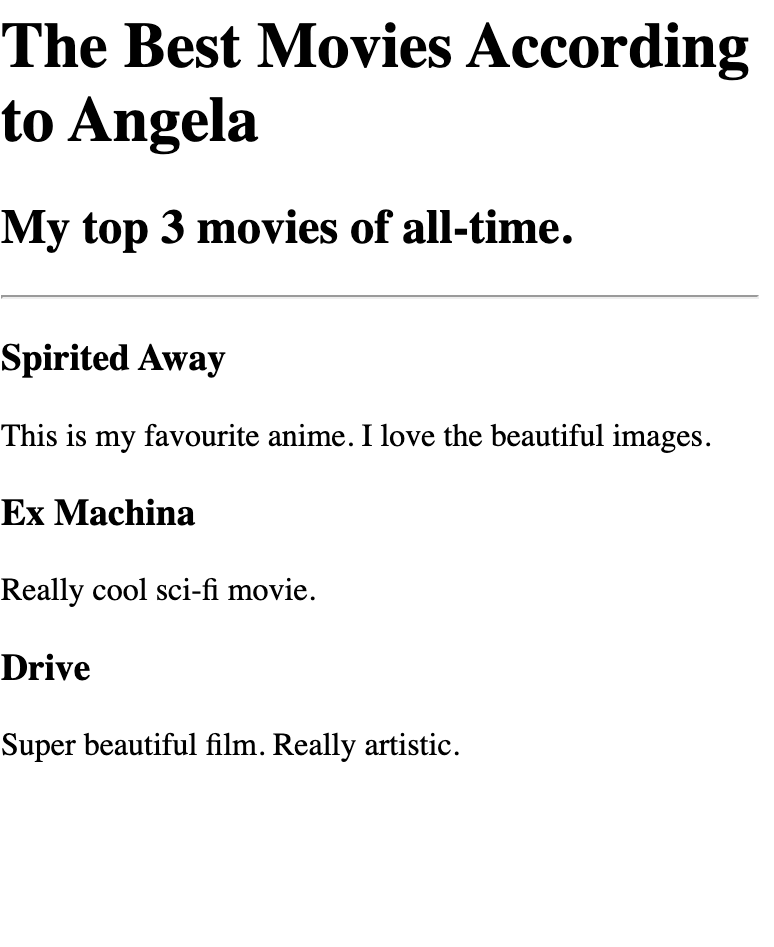 The Best Movies According
to Angela
My top 3 movies of all-time.
Spirited Away
This is my favourite anime. I love the beautiful images.
Ex Machina
Really cool sci-fi movie.
Drive
Super beautiful film. Really artistic.